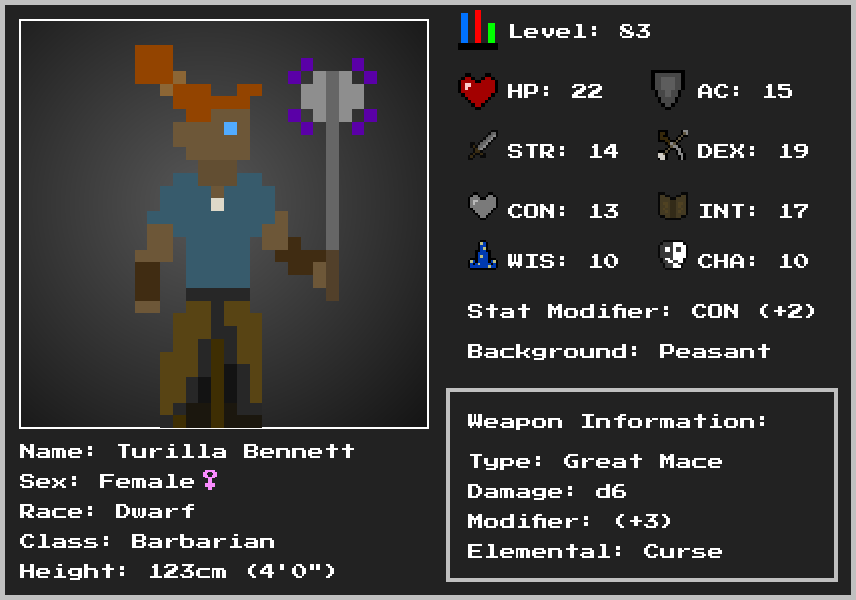 Level: 83
HP: 22 AC: 15
STR: 14 DEX: 19
CON: 13 INT: 17
WIS: 10 CHA: 10
Stat Modifier: CON (+2)
Background: Peasant
Weapon Information:
Type: Great Mace
Damage: d6
Modifier: (+3)
Elemental: Curse
Name: Turilla Bennett
Sex: Female♀
Race: Dwarf
Class: Barbarian
Height: 123cm (4'0")